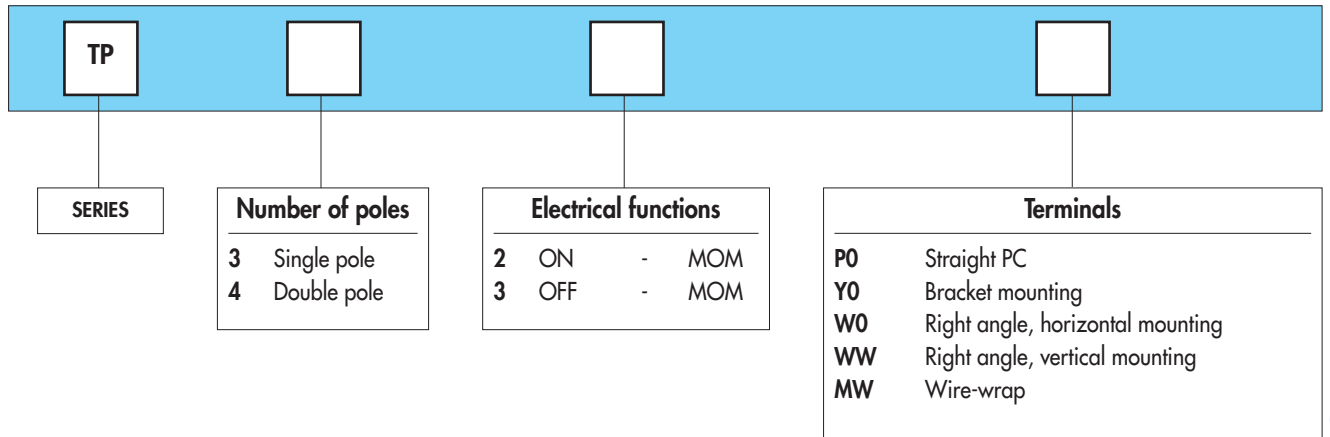 TP
SERIES
Number of poles
3 Single pole
4 Double pole
Electrical functions
2 ON - MOM
3 OFF - MOM
Terminals
P0 Straight PC
Y0 Bracket mounting
W0 Right angle, horizontal mounting
WW Right angle, vertical mounting
MW Wire-wrap